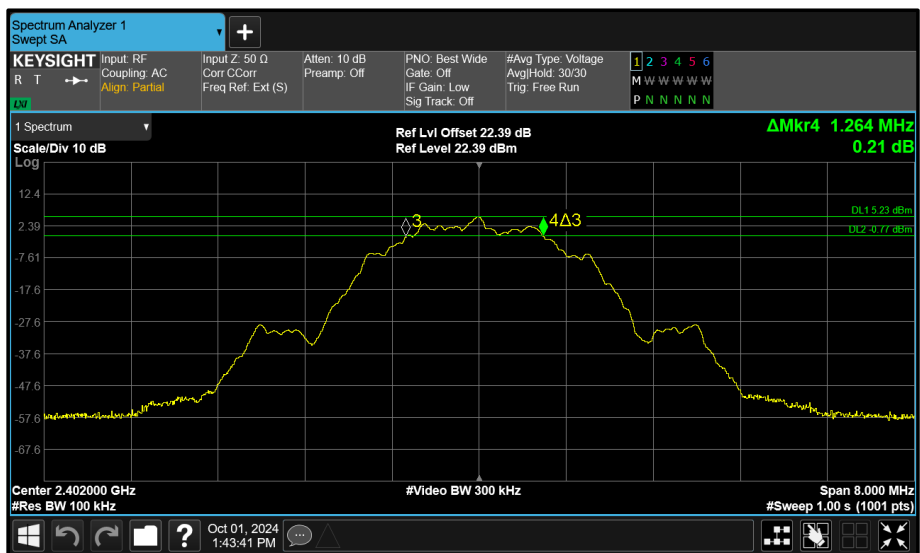 Spectrum Analyzer 1
Swept SA
KEYSIGHT
R T
LXI
Input: RF
Coupling: AC
Align: Partial
Input Z: 50 Ω
Corr CCorr
Freq Ref: Ext (S)
Atten: 10 dB
Preamp: Off
PNO: Best Wide
Gate: Off
IF Gain: Low
Sig Track: Off
#Avg Type: Voltage
Avg|Hold: 30/30
Trig: Free Run
1 2 3 4 5 6
M W W W W W
P N N N N N
1 Spectrum
Scale/Div 10 dB
Ref Lvl Offset 22.39 dB
Ref Level 22.39 dBm
ΔMkr4 1.264 MHz
0.21 dB
Log
12.4
2.39
-7.61
-17.6
-27.6
-37.6
-47.6
-57.6
-67.6
DL1 5.23 dBm
DL2 -0.77 dBm
3
4Δ3
Center 2.402000 GHz
#Res BW 100 kHz
#Video BW 300 kHz
Span 8.000 MHz
#Sweep 1.00 s (1001 pts)
?
Oct 01, 2024
1:43:41 PM